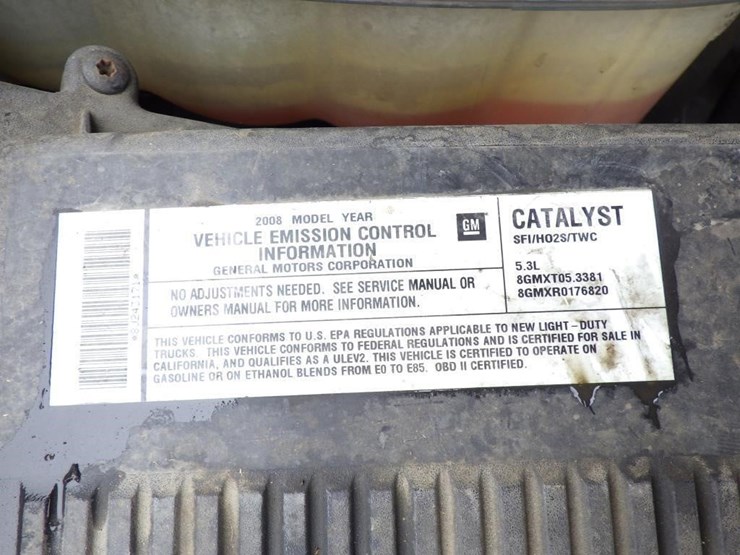 2008 MODEL YEAR
VEHICLE EMISSION CONTROL
INFORMATION
GENERAL MOTORS CORPORATION
GM
CATALYST
SFI/HO2S/TWC
5.3L
8GMXT05.3381
8GMXR0176820
NO ADJUSTMENTS NEEDED. SEE SERVICE MANUAL OR
OWNERS MANUAL FOR MORE INFORMATION.
THIS VEHICLE CONFORMS TO U.S. EPA REGULATIONS APPLICABLE TO NEW LIGHT-DUTY
TRUCKS. THIS VEHICLE CONFORMS TO FEDERAL REGULATIONS AND IS CERTIFIED FOR SALE IN
CALIFORNIA, AND QUALIFIES AS A ULEV2. THIS VEHICLE IS CERTIFIED TO OPERATE ON
GASOLINE OR ON ETHANOL BLENDS FROM E0 TO E85. OBD II CERTIFIED.